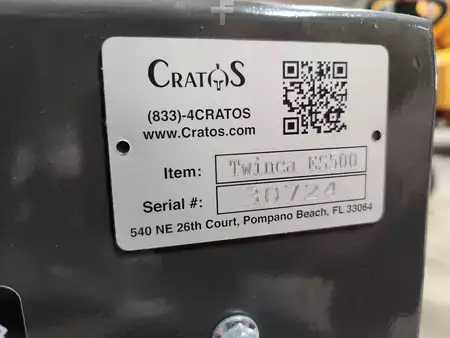 CRATOS
(833)-4CRATOS
www.Cratos.com
Item: Twinca ES500
Serial #: 30724
540 NE 26th Court, Pompano Beach, FL 33064